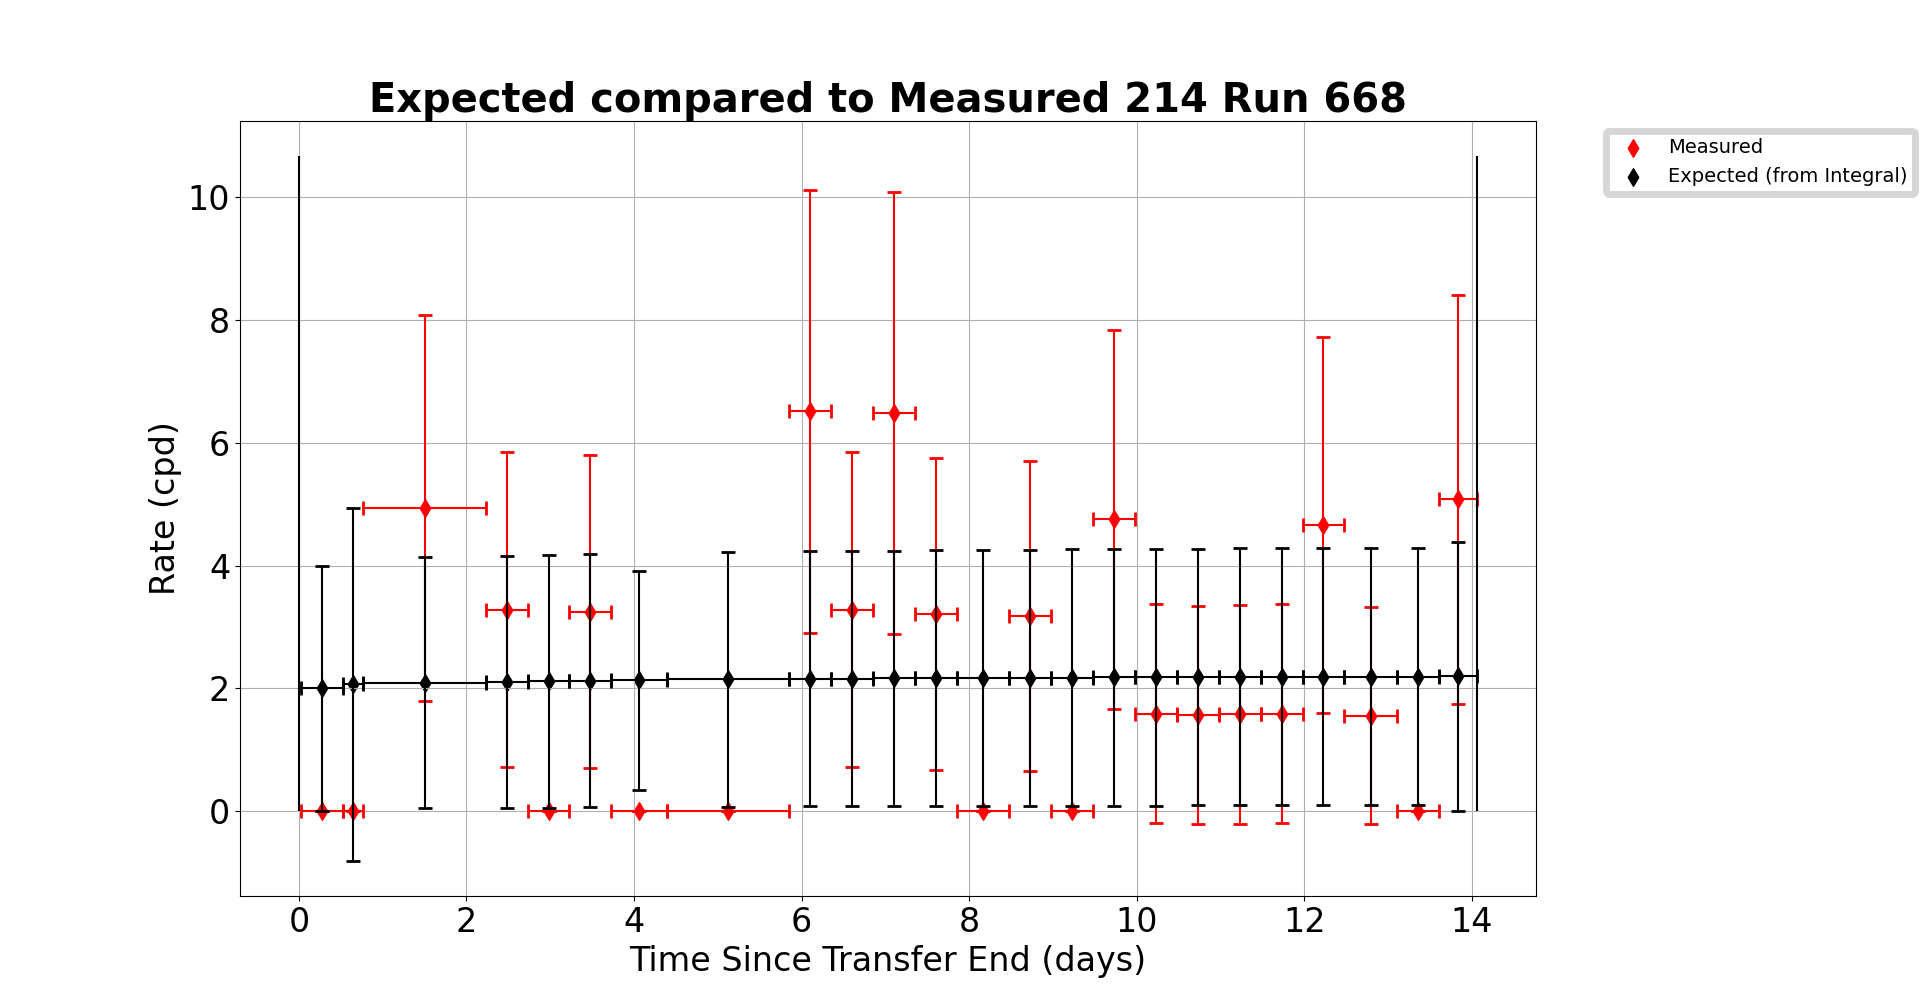 Expected compared to Measured 214 Run 668
Measured
Expected (from Integral)
Rate (cpd)
10
8
6
4
2
0
0 2 4 6 8 10 12 14
Time Since Transfer End (days)